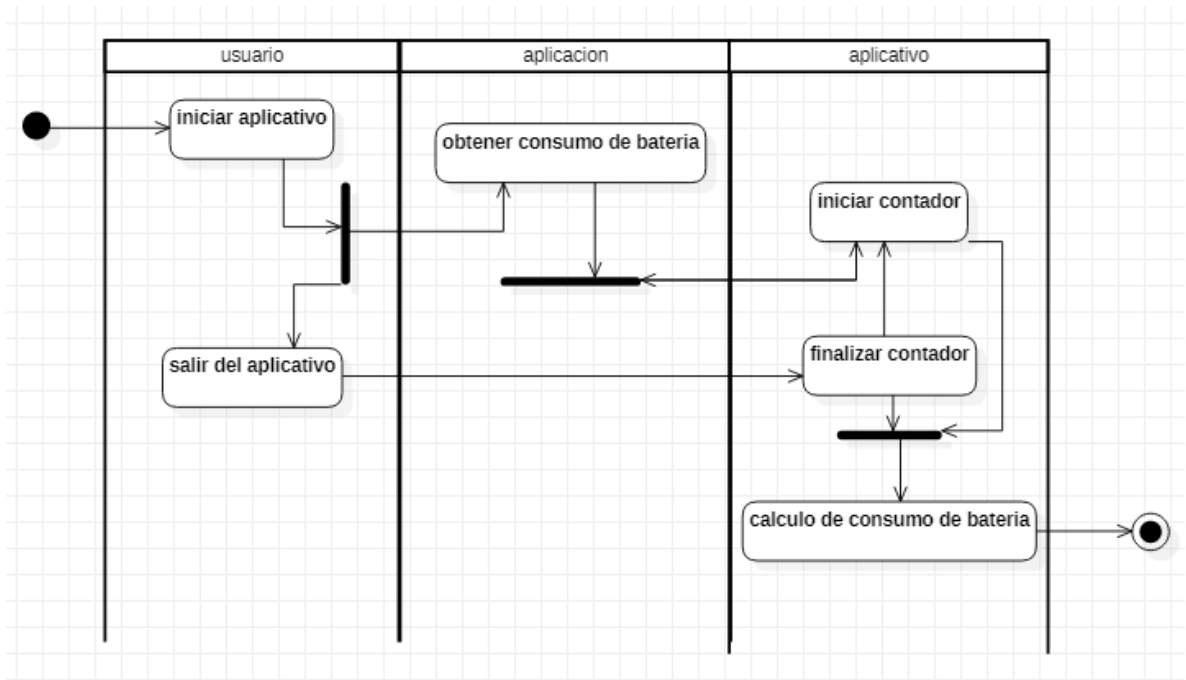 usuario
aplicacion
aplicativo
iniciar aplicativo
obtener consumo de bateria
iniciar contador
salir del aplicativo
finalizar contador
calculo de consumo de bateria